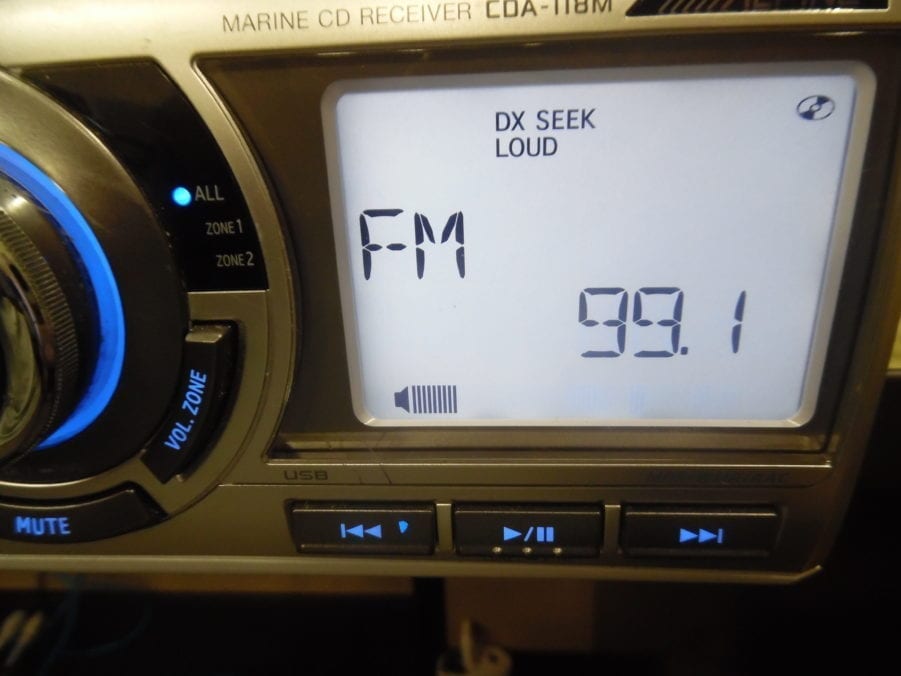 MARINE CD RECEIVER CDA-118M
DX SEEK
LOUD
ALL
ZONE 1
ZONE 2
FM
99.1
VOL. ZONE
USB
MUTE